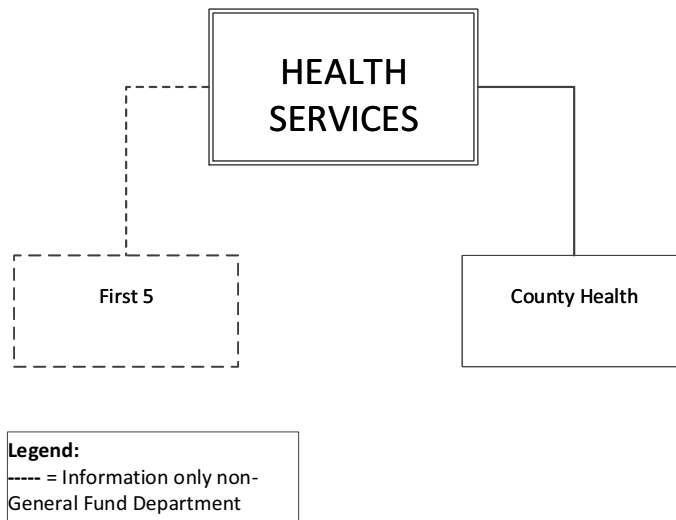 HEALTH
SERVICES
First 5
County Health
Legend:
----- = Information only non-
General Fund Department